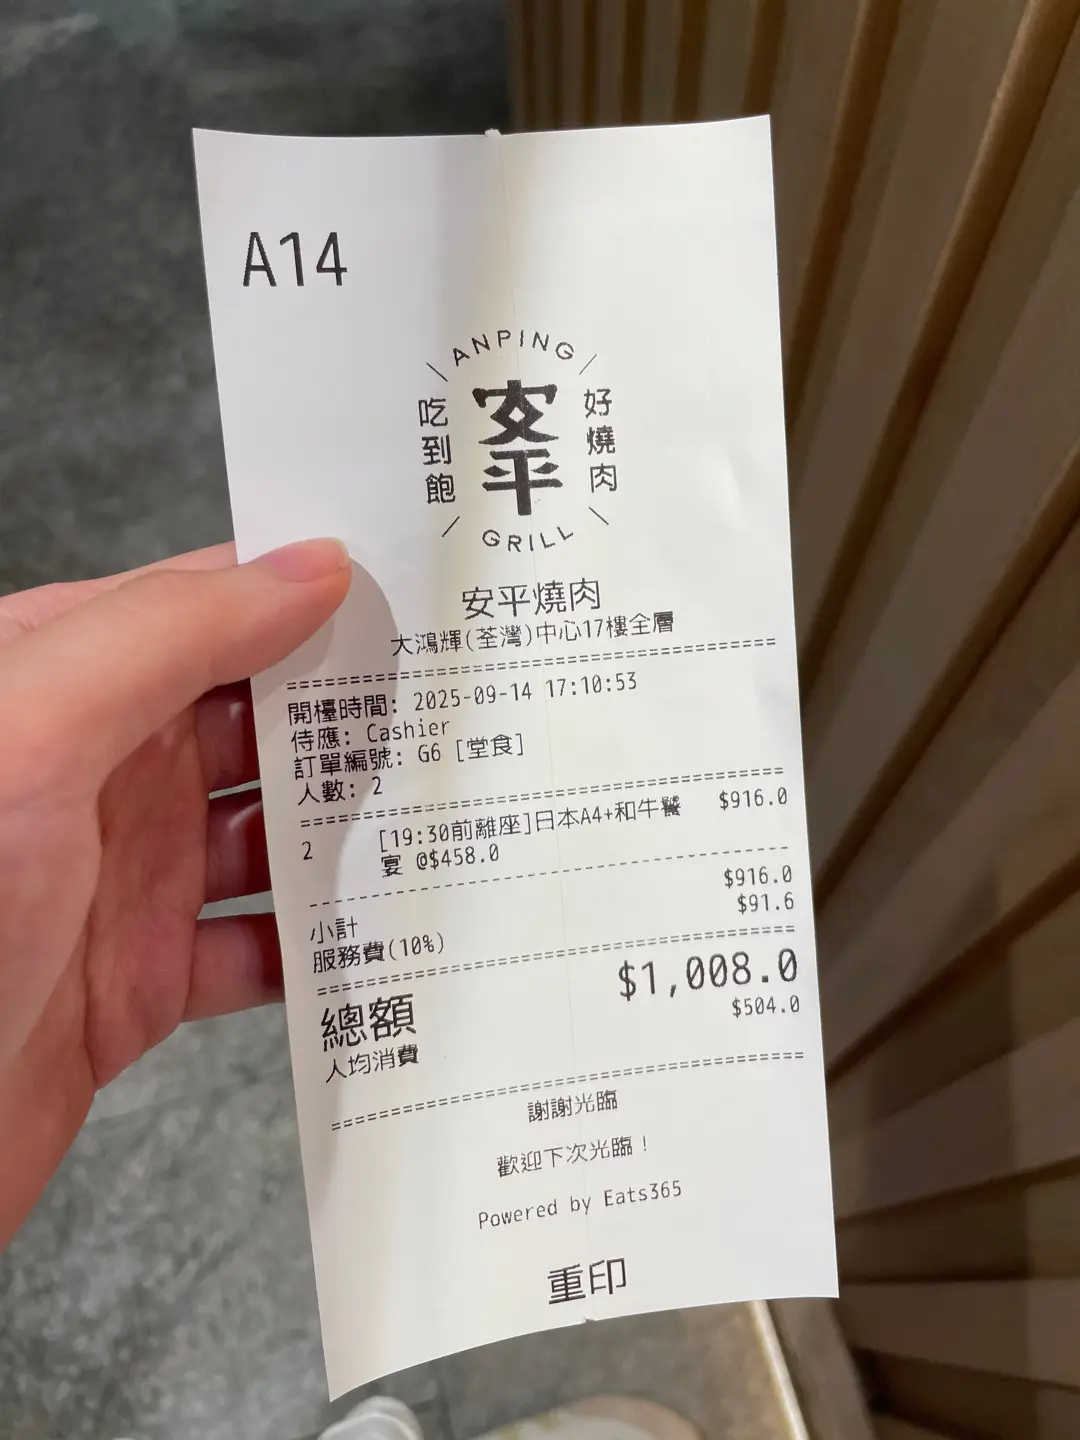 A14
ANPING
吃到飽
安平
好燒肉
GRILL
安平燒肉
大鴻輝(荃灣)中心17樓全層
開檯時間: 2025-09-14 17:10:53
侍應: Cashier
訂單編號: G6 [堂食]
人數: 2
2 [19:30前離座]日本A4+和牛饗 $916.0
宴 @$458.0
小計 $916.0
服務費(10%) $91.6
總額 $1,008.0
人均消費 $504.0
謝謝光臨
歡迎下次光臨！
Powered by Eats365
重印